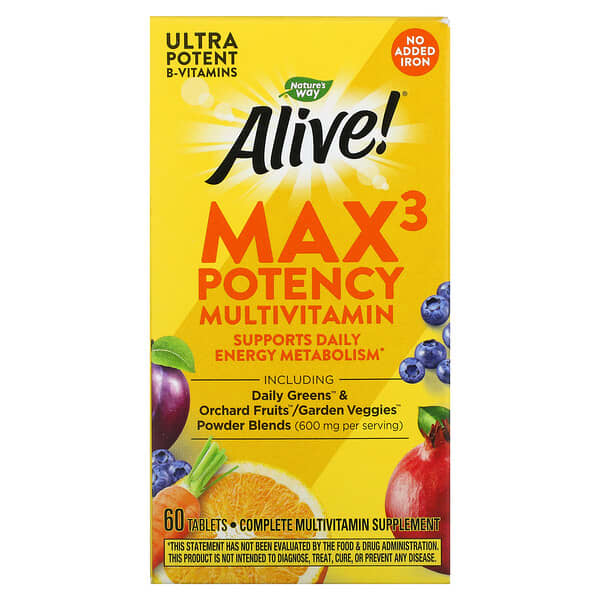 ULTRA
POTENT
B-VITAMINS
NO
ADDED
IRON
Nature's
Way
Alive!®
MAX³
POTENCY
MULTIVITAMIN
SUPPORTS DAILY
ENERGY METABOLISM*
INCLUDING
Daily Greens™ &
Orchard Fruits™/Garden Veggies™
Powder Blends (600 mg per serving)
60 TABLETS • COMPLETE MULTIVITAMIN SUPPLEMENT
*THIS STATEMENT HAS NOT BEEN EVALUATED BY THE FOOD & DRUG ADMINISTRATION.
THIS PRODUCT IS NOT INTENDED TO DIAGNOSE, TREAT, CURE, OR PREVENT ANY DISEASE.